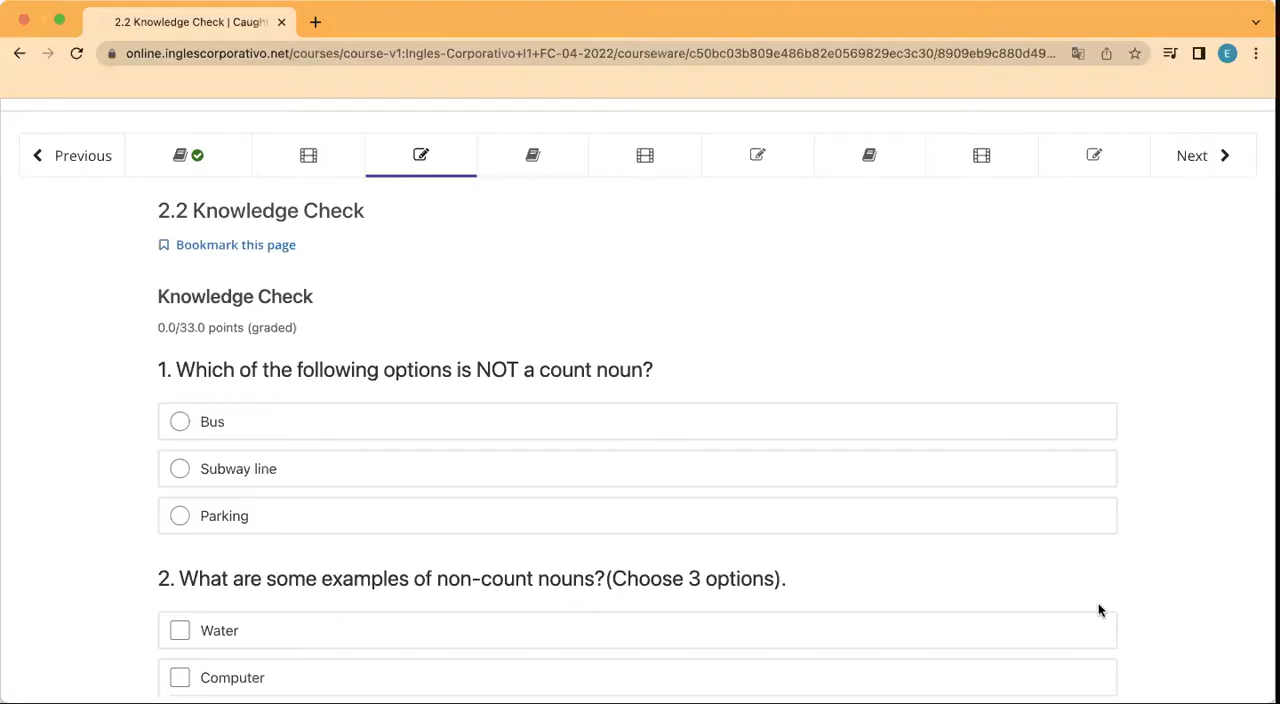 2.2 Knowledge Check | Caugh
online.inglescorporativo.net/courses/course-v1:Ingles-Corporativo+I1+FC-04-2022/courseware/c50bc03b809e486b82e0569829ec3c30/8909eb9c880d49...
E
Previous
Next
2.2 Knowledge Check
Bookmark this page
Knowledge Check
0.0/33.0 points (graded)
1. Which of the following options is NOT a count noun?
Bus
Subway line
Parking
2. What are some examples of non-count nouns?(Choose 3 options).
Water
Computer